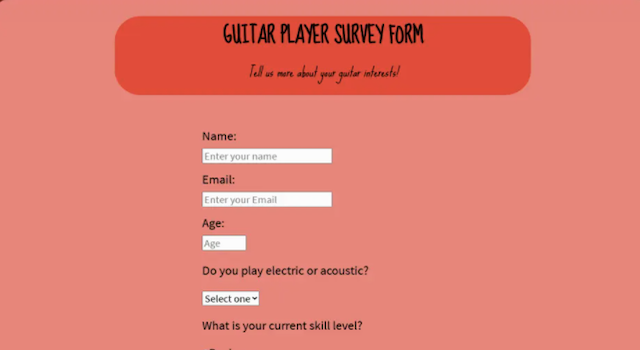 GUITAR PLAYER SURVEY FORM
Tell us more about your guitar interests!
Name:
Enter your name
Email:
Enter your Email
Age:
Age
Do you play electric or acoustic?
Select one
What is your current skill level?